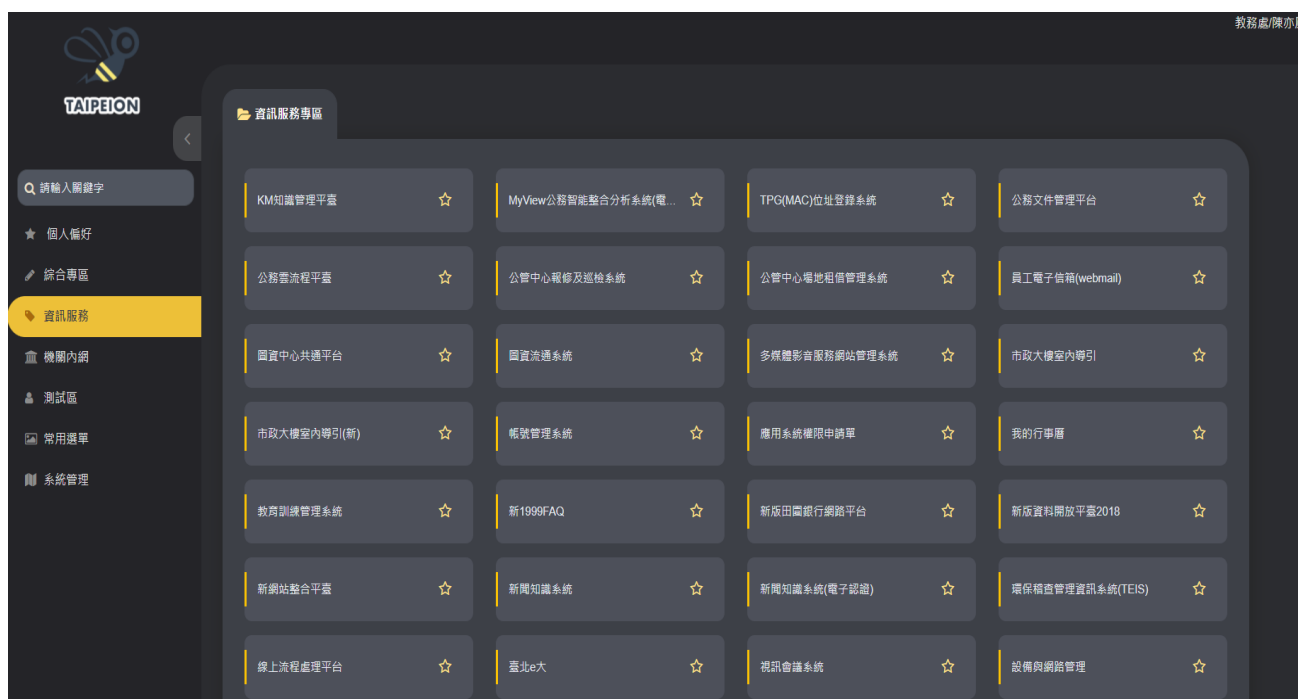 教務處/陳亦
TAIPEION
資訊服務專區
請輸入關鍵字
個人偏好
綜合專區
資訊服務
機關內網
測試區
常用選單
系統管理
KM知識管理平臺
MyView公務智能整合分析系統(電...
TPG(MAC)位址登錄系統
公務文件管理平台
公務雲流程平臺
公管中心報修及巡檢系統
公管中心場地租借管理系統
員工電子信箱(webmail)
圖資中心共通平台
圖資流通系統
多媒體影音服務網站管理系統
市政大樓室內導引
市政大樓室內導引(新)
帳號管理系統
應用系統權限申請單
我的行事曆
教育訓練管理系統
新1999FAQ
新版田園銀行網路平台
新版資料開放平臺2018
新網站整合平臺
新聞知識系統
新聞知識系統(電子認證)
環保稽查管理資訊系統(TEIS)
線上流程處理平台
臺北e大
視訊會議系統
設備與網路管理